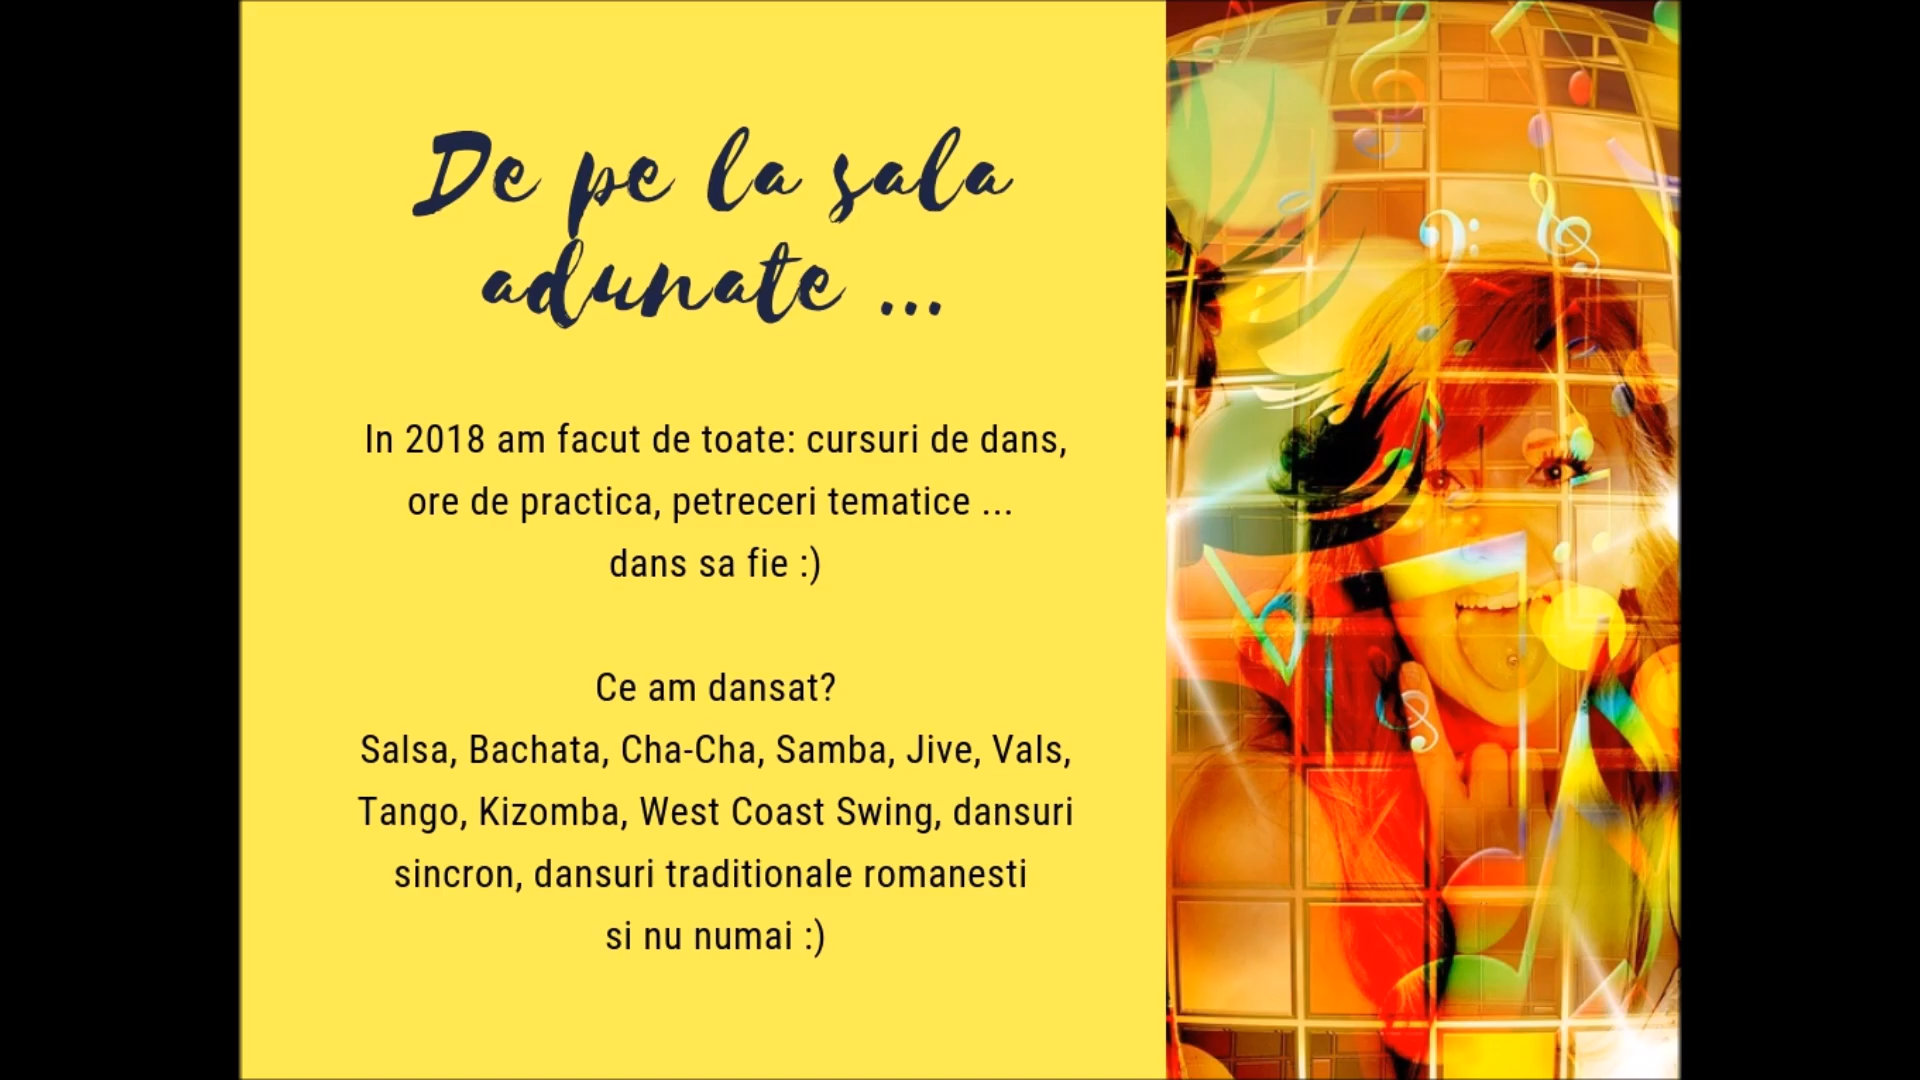 De pe la sala
adunate ...
In 2018 am facut de toate: cursuri de dans,
ore de practica, petreceri tematice ...
dans sa fie :)
Ce am dansat?
Salsa, Bachata, Cha-Cha, Samba, Jive, Vals,
Tango, Kizomba, West Coast Swing, dansuri
sincron, dansuri traditionale romanesti
si nu numai :)